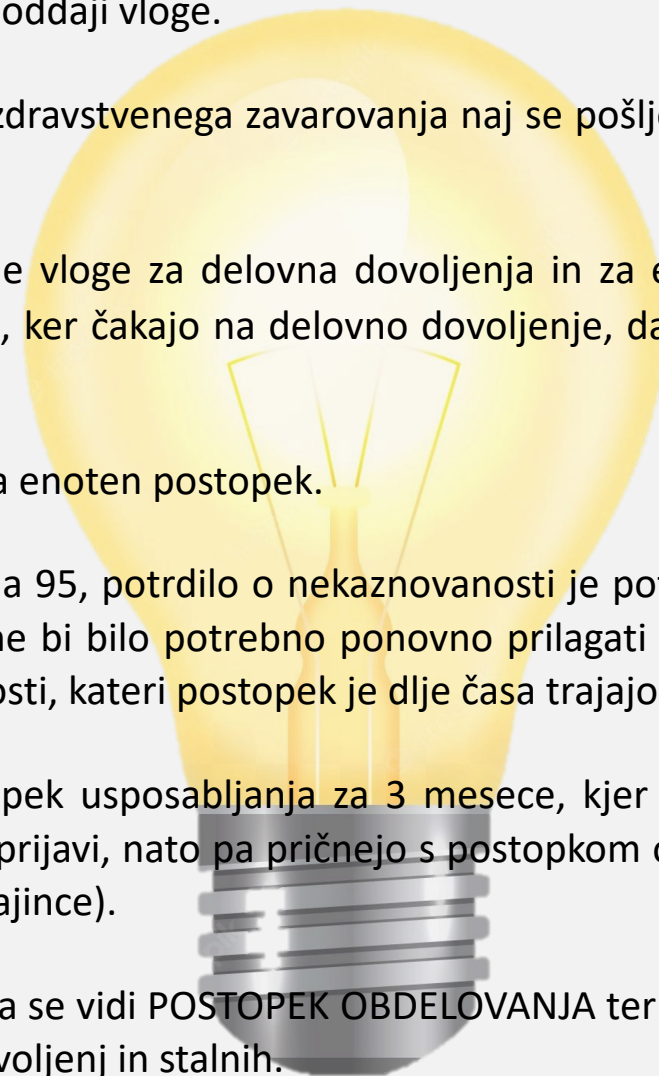 oddaji vloge.
zdravstvenega zavarovanja naj se pošlj
e vloge za delovna dovoljenja in za e
, ker čakajo na delovno dovoljenje, da
a enoten postopek.
a 95, potrdilo o nekaznovanosti je pot
ne bi bilo potrebno ponovno prilagati
osti, kateri postopek je dlje časa trajajo
pek usposabljanja za 3 mesece, kjer
prijavi, nato pa pričnejo s postopkom
ajince).
a se vidi POSTOPEK OBDELOVANJA ter
voljenj in stalnih.